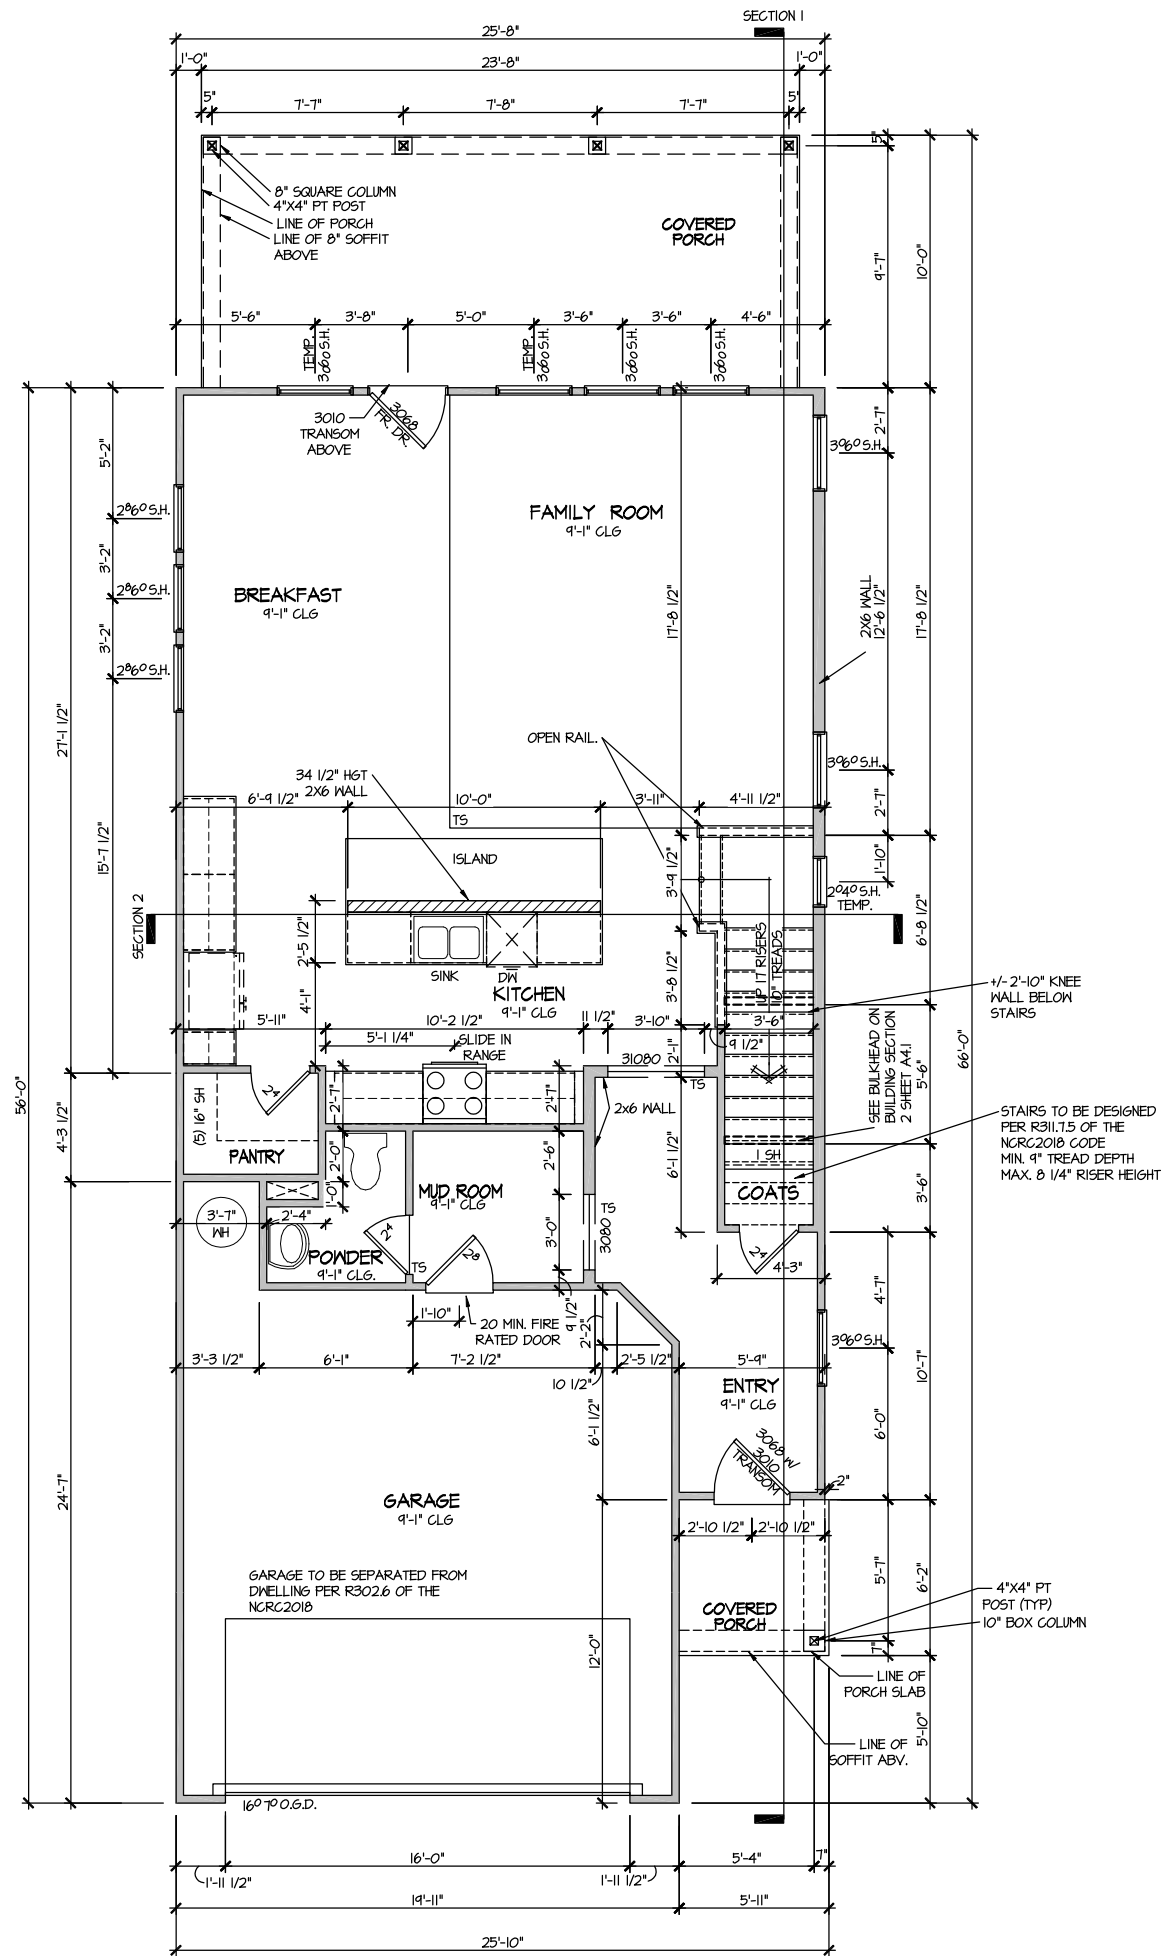 SECTION 1
25'-8"
1'-0"
23'-8"
1'-0"
5"
7'-7"
7'-8"
7'-7"
5"
5"
8" SQUARE COLUMN
4"X4" PT POST
LINE OF PORCH
LINE OF 8" SOFFIT
ABOVE
COVERED
PORCH
9'-7"
10'-0"
5'-6"
3'-8"
5'-0"
3'-6"
3'-6"
4'-6"
TEMP.
3060 S.H.
TEMP.
3060 S.H.
3060 S.H.
3060 S.H.
3010
TRANSOM
ABOVE
3068
FR. DR.
2'-7"
3060 S.H.
5'-2"
2860 S.H.
3'-2"
2860 S.H.
3'-2"
2860 S.H.
FAMILY ROOM
9'-1" CLG
BREAKFAST
9'-1" CLG
17'-8 1/2"
2X6 WALL
12'-6 1/2"
17'-8 1/2"
27'-1 1/2"
15'-7 1/2"
56'-0"
66'-0"
OPEN RAIL.
3060 S.H.
2'-7"
34 1/2" HGT
2X6 WALL
6'-9 1/2"
10'-0"
3'-11"
4'-11 1/2"
TS
ISLAND
3'-9 1/2"
1'-10"
2040 S.H.
TEMP.
6'-8 1/2"
SECTION 2
2'-5 1/2"
SINK
DW
KITCHEN
9'-1" CLG
4'-1"
3'-8 1/2"
UP 17 RISERS
10" TREADS
+/- 2'-10" KNEE
WALL BELOW
STAIRS
5'-11"
10'-2 1/2"
11 1/2"
3'-10"
3'-6"
9 1/2"
5'-1 1/4"
SLIDE IN
RANGE
31080
2'-1"
TS
SEE BULKHEAD ON
BUILDING SECTION
2 SHEET A4.1
5'-6"
24
(5) 16" SH
2'-7"
2'-7"
2x6 WALL
STAIRS TO BE DESIGNED
PER R311.7.5 OF THE
NCRC2018 CODE
MIN. 9" TREAD DEPTH
MAX. 8 1/4" RISER HEIGHT
4'-3 1/2"
PANTRY
2'-0"
2'-6"
6'-1 1/2"
1 SH
COATS
3'-6"
1'-0"
MUD ROOM
9'-1" CLG
3'-7"
WH
2'-4"
24
3'-0"
TS
3080
POWDER
9'-1" CLG.
TS
28
24
4'-3"
1'-10"
20 MIN. FIRE
RATED DOOR
9 1/2"
2'-2"
4'-7"
3060 S.H.
3'-3 1/2"
6'-1"
7'-2 1/2"
10 1/2"
2'-5 1/2"
5'-9"
ENTRY
9'-1" CLG
10'-7"
6'-1 1/2"
6'-0"
3068 W/
3010
TRANSOM
2"
24'-7"
GARAGE
9'-1" CLG
2'-10 1/2"
2'-10 1/2"
GARAGE TO BE SEPARATED FROM
DWELLING PER R302.6 OF THE
NCRC2018
5'-7"
6'-2"
4"X4" PT
POST (TYP)
10" BOX COLUMN
COVERED
PORCH
12'-0"
7"
LINE OF
PORCH SLAB
LINE OF
SOFFIT ABV.
5'-10"
160 70 O.G.D.
1'-11 1/2"
16'-0"
1'-11 1/2"
5'-4"
7"
19'-11"
5'-11"
25'-10"